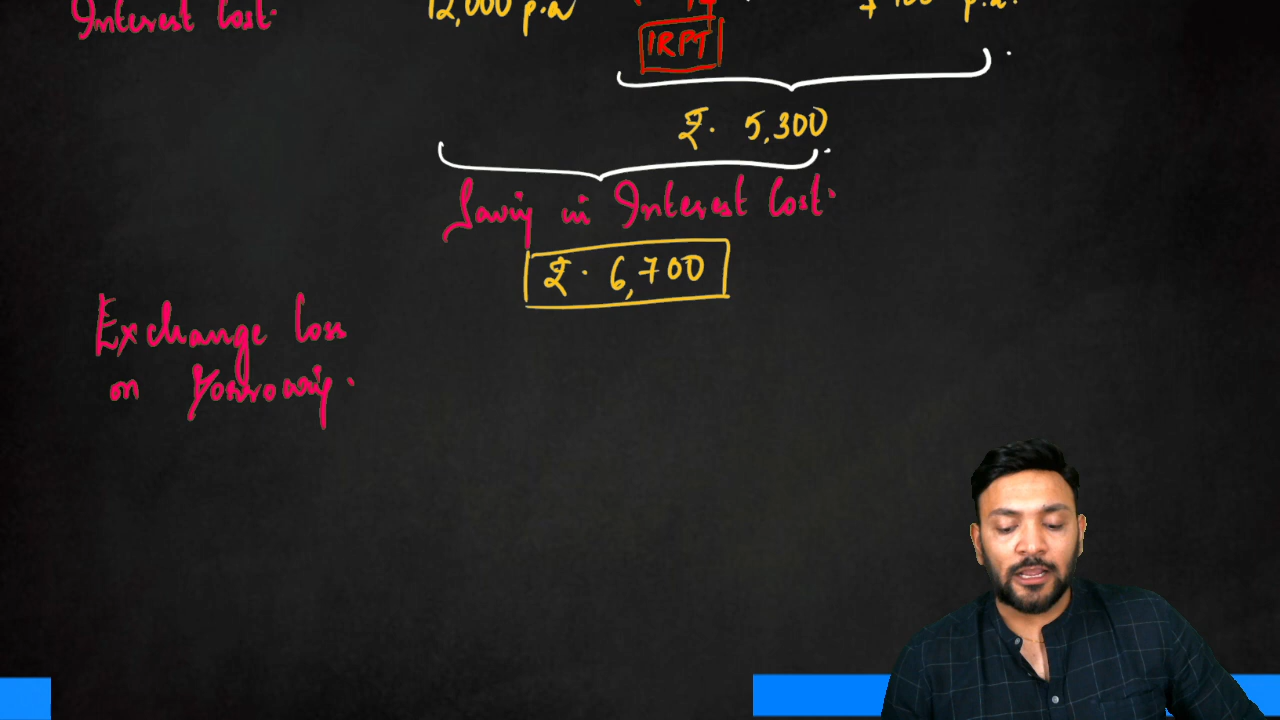 Interest Cost.
12,000 p.a
IRPT
₹. 5,300
Saving in Interest Cost.
₹. 6,700
Exchange Loss
on Borrowing.